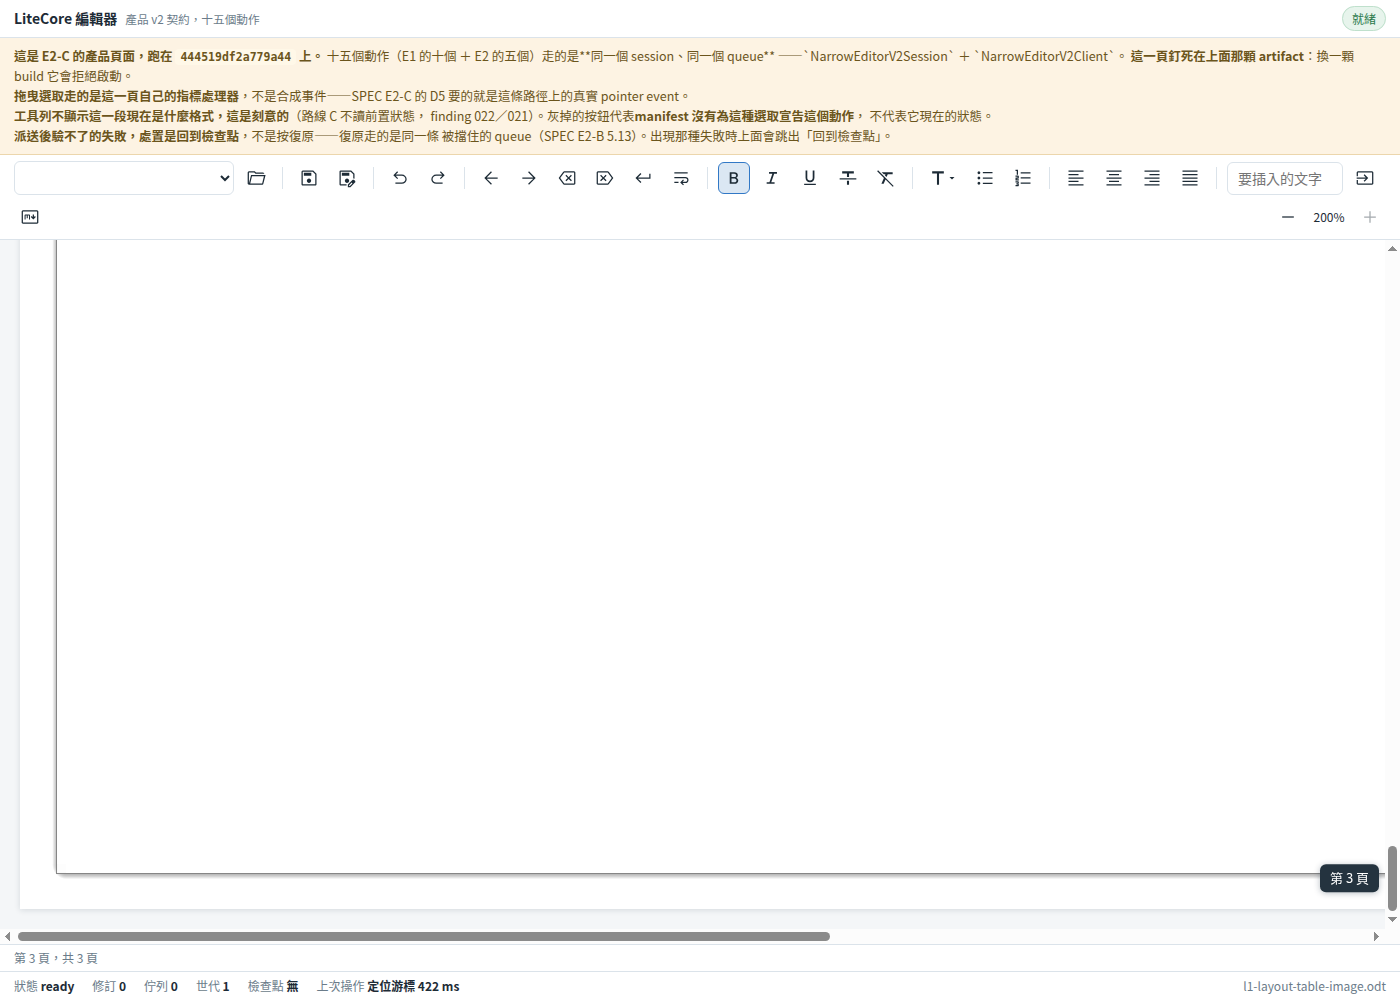 LiteCore 編輯器 產品 v2 契約，十五個動作 就緒
這是 E2-C 的產品頁面，跑在 444519df2a779a44 上。 十五個動作（E1 的十個 ＋ E2 的五個）走的是**同一個 session、同一個 queue** ——`NarrowEditorV2Session` ＋ `NarrowEditorV2Client`。 這一頁釘死在上面那顆 artifact：換一顆
build 它會拒絕啟動。
拖曳選取走的是這一頁自己的指標處理器，不是合成事件——SPEC E2-C 的 D5 要的就是這條路徑上的真實 pointer event。
工具列不顯示這一段現在是什麼格式，這是刻意的（路線 C 不讀前置狀態， finding 022／021）。灰掉的按鈕代表manifest 沒有為這種選取宣告這個動作， 不代表它現在的狀態。
派送後驗不了的失敗，處置是回到檢查點，不是按復原——復原走的是同一條 被擋住的 queue（SPEC E2-B 5.13）。出現那種失敗時上面會跳出「回到檢查點」。
要插入的文字
200%
第 3 頁
第 3 頁，共 3 頁
狀態 ready 修訂 0 佇列 0 世代 1 檢查點 無 上次操作 定位游標 422 ms l1-layout-table-image.odt